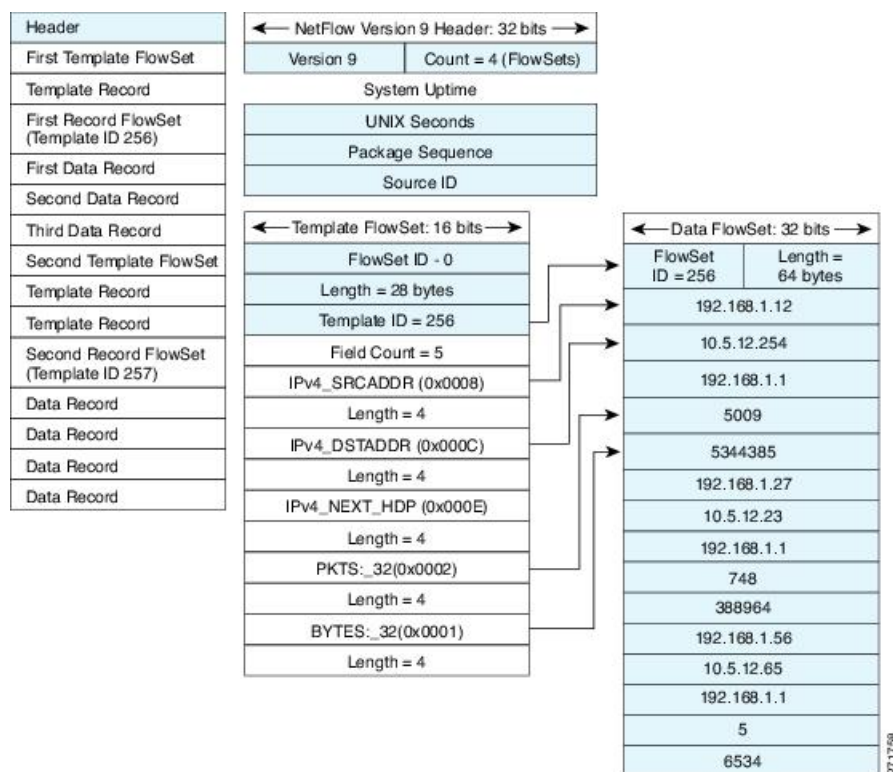 Header
First Template FlowSet
Template Record
First Record FlowSet
(Template ID 256)
First Data Record
Second Data Record
Third Data Record
Second Template FlowSet
Template Record
Template Record
Second Record FlowSet
(Template ID 257)
Data Record
Data Record
Data Record
Data Record
NetFlow Version 9 Header: 32 bits
Version 9
Count = 4 (FlowSets)
System Uptime
UNIX Seconds
Package Sequence
Source ID
Template FlowSet: 16 bits
FlowSet ID - 0
Length = 28 bytes
Template ID = 256
Field Count = 5
IPv4_SRCADDR (0x0008)
Length = 4
IPv4_DSTADDR (0x000C)
Length = 4
IPv4_NEXT_HDP (0x000E)
Length = 4
PKTS:_32(0x0002)
Length = 4
BYTES:_32(0x0001)
Length = 4
Data FlowSet: 32 bits
FlowSet
ID = 256
Length =
64 bytes
192.168.1.12
10.5.12.254
192.168.1.1
5009
5344385
192.168.1.27
10.5.12.23
192.168.1.1
748
388964
192.168.1.56
10.5.12.65
192.168.1.1
5
6534